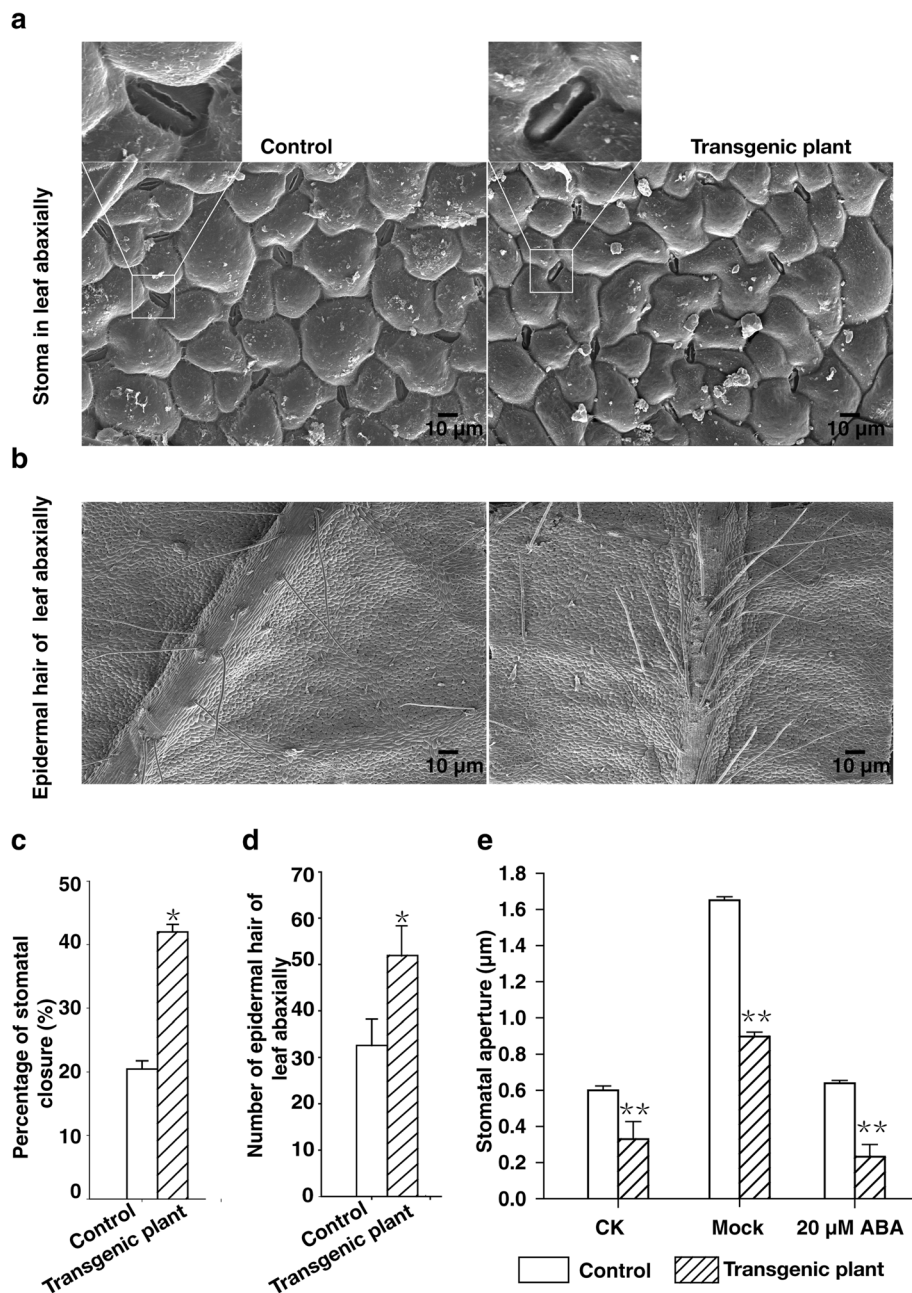 a
Control
Transgenic plant
Stoma in leaf abaxially
10 µm
10 µm
b
Epidermal hair of leaf abaxially
10 µm
10 µm
c
Percentage of stomatal
closure (%)
50
40
30
20
10
0
*
Control
Transgenic plant
d
Number of epidermal hair of
leaf abaxially
70
60
50
40
30
20
10
0
*
Control
Transgenic plant
e
Stomatal aperture (µm)
1.8
1.6
1.4
1.2
1.0
0.8
0.6
0.4
0.2
0.0
**
**
**
CK
Mock
20 µM ABA
Control
Transgenic plant